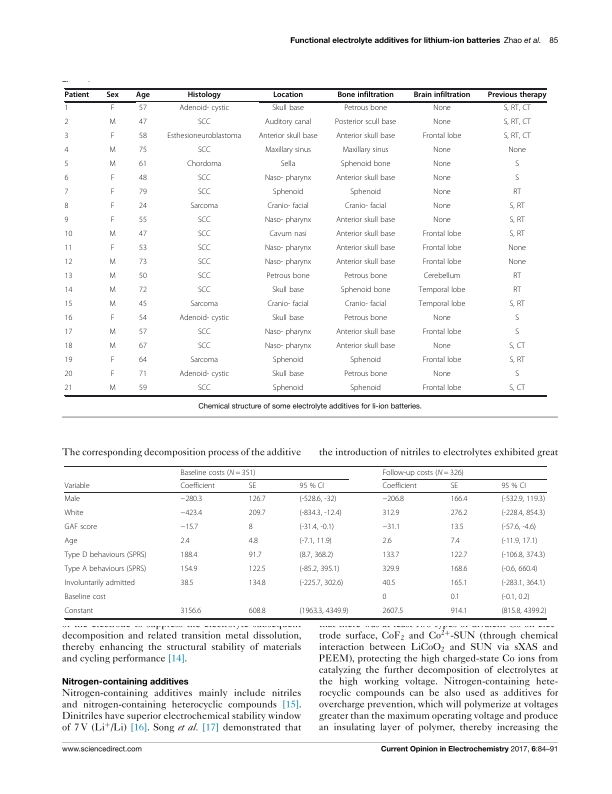 Functional electrolyte additives for lithium-ion batteries Zhao et al. 85
Patient Sex Age Histology Location Bone infiltration Brain infiltration Previous therapy
1 F 57 Adenoid- cystic Skull base Petrous bone None S, RT, CT
2 M 47 SCC Auditory canal Posterior scull base None S, RT, CT
3 F 58 Esthesioneuroblastoma Anterior skull base Anterior skull base Frontal lobe S, RT, CT
4 M 75 SCC Maxillary sinus Maxillary sinus None None
5 M 61 Chordoma Sella Sphenoid bone None S
6 F 48 SCC Naso- pharynx Anterior skull base None S
7 F 79 SCC Sphenoid Sphenoid None RT
8 F 24 Sarcoma Cranio- facial Cranio- facial None S, RT
9 F 55 SCC Naso- pharynx Anterior skull base None S, RT
10 M 47 SCC Cavum nasi Anterior skull base Frontal lobe S, RT
11 F 53 SCC Naso- pharynx Anterior skull base Frontal lobe None
12 M 73 SCC Naso- pharynx Anterior skull base Frontal lobe None
13 M 50 SCC Petrous bone Petrous bone Cerebellum RT
14 M 72 SCC Skull base Sphenoid bone Temporal lobe RT
15 M 45 Sarcoma Cranio- facial Cranio- facial Temporal lobe S, RT
16 F 54 Adenoid- cystic Skull base Petrous bone None S
17 M 57 SCC Naso- pharynx Anterior skull base Frontal lobe S
18 M 67 SCC Naso- pharynx Anterior skull base None S, CT
19 F 64 Sarcoma Sphenoid Sphenoid Frontal lobe S, RT
20 F 71 Adenoid- cystic Skull base Petrous bone None S
21 M 59 SCC Sphenoid Sphenoid Frontal lobe S, CT
Chemical structure of some electrolyte additives for li-ion batteries.
The corresponding decomposition process of the additive
the introduction of nitriles to electrolytes exhibited great
Baseline costs (N = 351) Follow-up costs (N = 326)
Variable Coefficient SE 95 % CI Coefficient SE 95 % CI
Male −280.3 126.7 (-528.6, -32) −206.8 166.4 (-532.9, 119.3)
White −423.4 209.7 (-834.3, -12.4) 312.9 276.2 (-228.4, 854.3)
GAF score −15.7 8 (-31.4, -0.1) −31.1 13.5 (-57.6, -4.6)
Age 2.4 4.8 (-7.1, 11.9) 2.6 7.4 (-11.9, 17.1)
Type D behaviours (SPRS) 188.4 91.7 (8.7, 368.2) 133.7 122.7 (-106.8, 374.3)
Type A behaviours (SPRS) 154.9 122.5 (-85.2, 395.1) 329.9 168.6 (-0.6, 660.4)
Involuntarily admitted 38.5 134.8 (-225.7, 302.6) 40.5 165.1 (-283.1, 364.1)
Baseline cost 0 0.1 (-0.1, 0.2)
Constant 3156.6 608.8 (1963.3, 4349.9) 2607.5 914.1 (815.8, 4399.2)
decomposition and related transition metal dissolution,
thereby enhancing the structural stability of materials
and cycling performance [14].
Nitrogen-containing additives
Nitrogen-containing additives mainly include nitriles
and nitrogen-containing heterocyclic compounds [15].
Dinitriles have superior electrochemical stability window
of 7 V (Li+/Li) [16]. Song et al. [17] demonstrated that
trode surface, CoF2 and Co2+-SUN (through chemical
interaction between LiCoO2 and SUN via sXAS and
PEEM), protecting the high charged-state Co ions from
catalyzing the further decomposition of electrolytes at
the high working voltage. Nitrogen-containing hete-
rocyclic compounds can be also used as additives for
overcharge prevention, which will polymerize at voltages
greater than the maximum operating voltage and produce
an insulating layer of polymer, thereby increasing the
www.sciencedirect.com Current Opinion in Electrochemistry 2017, 6:84–91